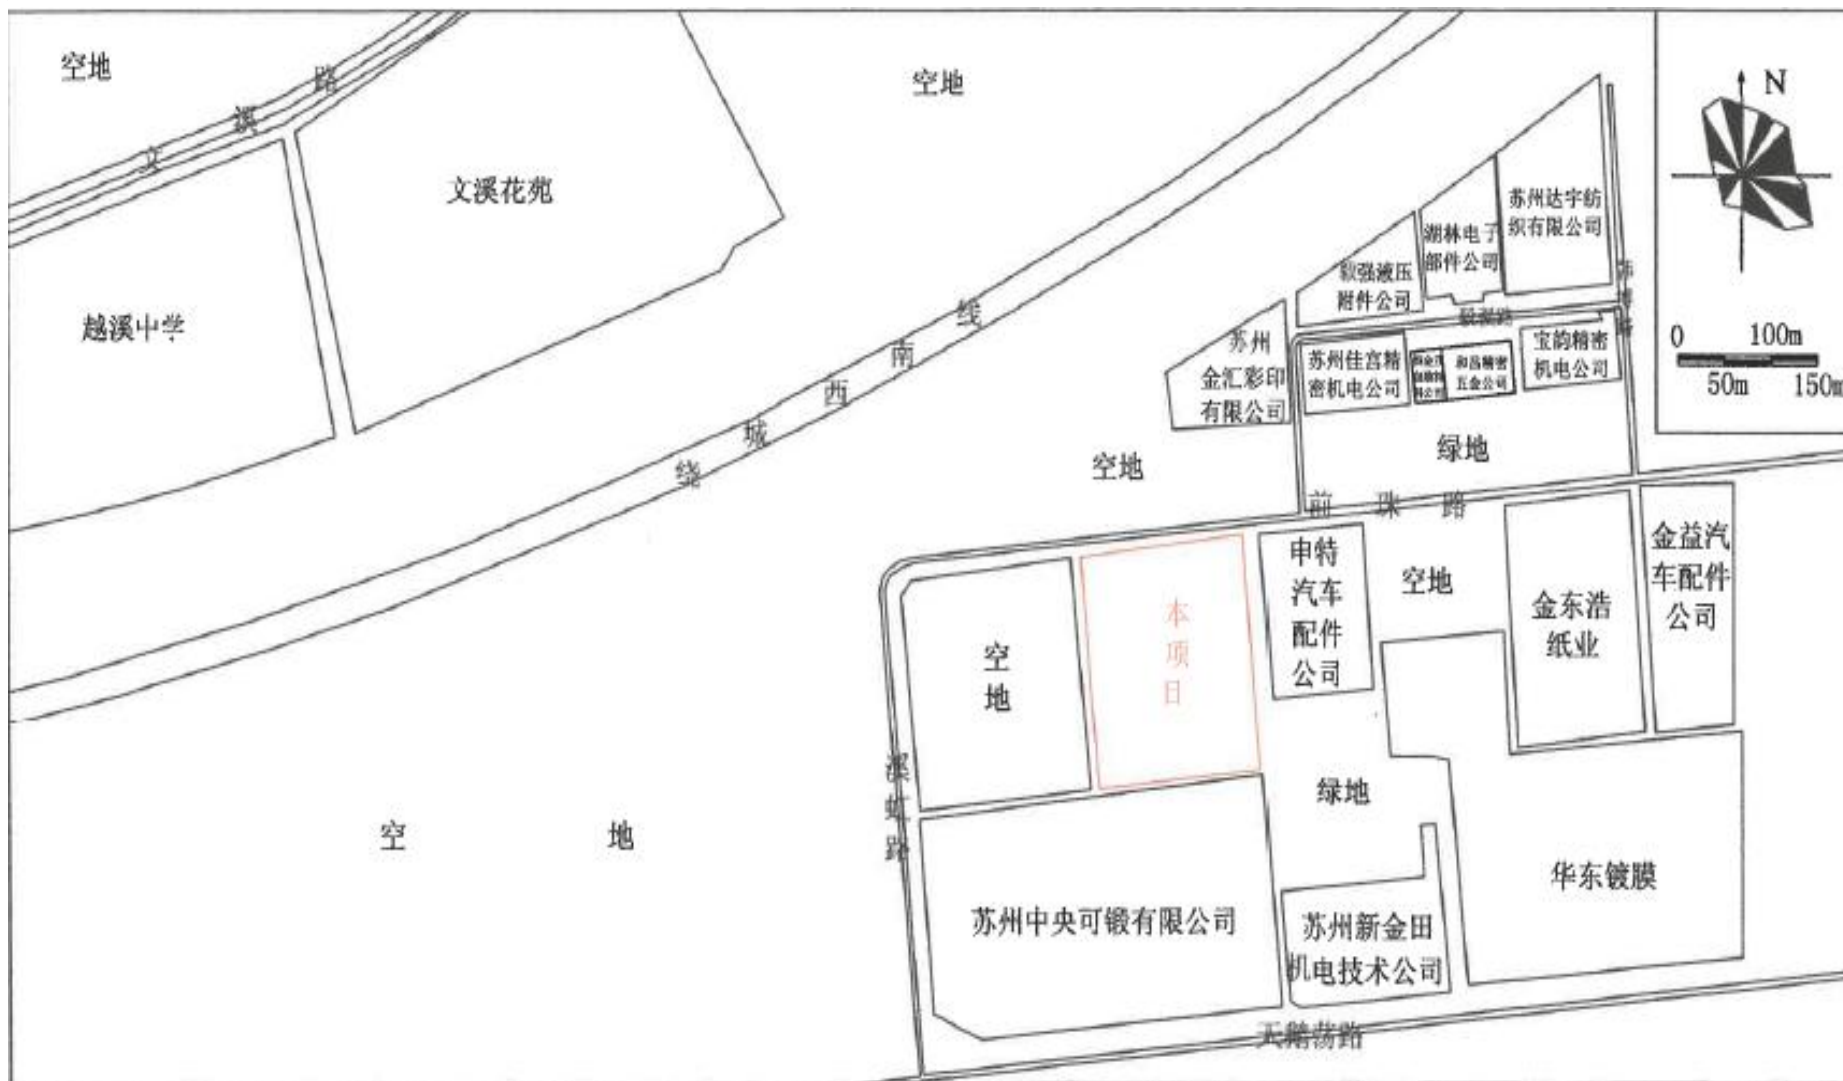 空地
文溪路
文溪花苑
越溪中学
空地
绕城西南线
苏州达宇纺
织有限公司
湖林电子
部件公司
毅强液压
附件公司
苏州
金汇彩印
有限公司
苏州佳宫精
密机电公司
和昌精密
五金公司
宝韵精密
机电公司
N
0
100m
50m
150m
绿地
空地
前珠路
申特
汽车
配件
公司
空地
金东浩
纸业
金益汽
车配件
公司
本
项
日
空
地
溪虹路
绿地
空地
华东镀膜
苏州中央可锻有限公司
苏州新金田
机电技术公司
天鹅荡路